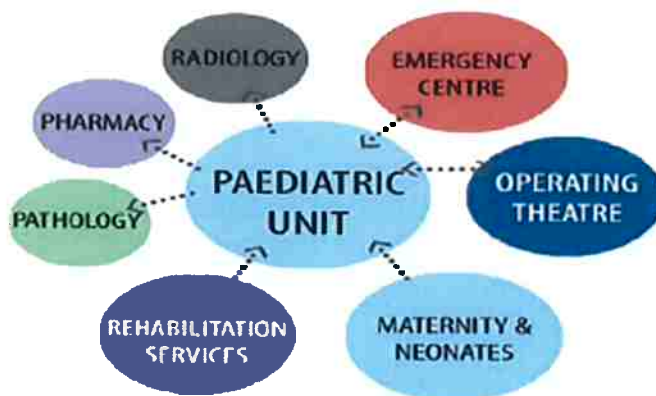 RADIOLOGY
EMERGENCY
CENTRE
PHARMACY
PAEDIATRIC
UNIT
OPERATING
THEATRE
PATHOLOGY
REHABILITATION
SERVICES
MATERNITY &
NEONATES